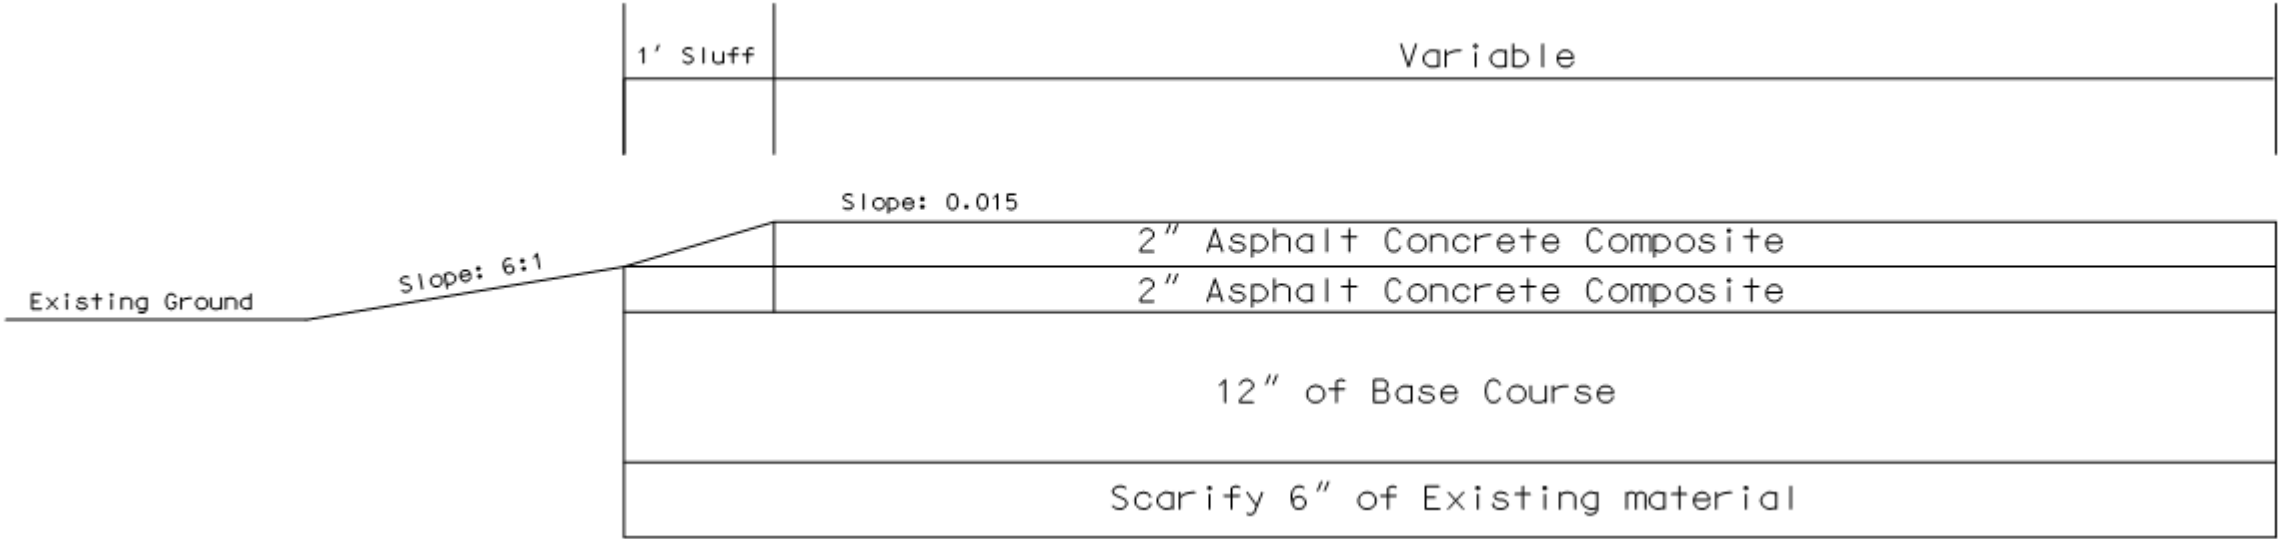 1' Sluff
Variable
Slope: 0.015
2" Asphalt Concrete Composite
Slope: 6:1
Existing Ground
2" Asphalt Concrete Composite
12" of Base Course
Scarify 6" of Existing material